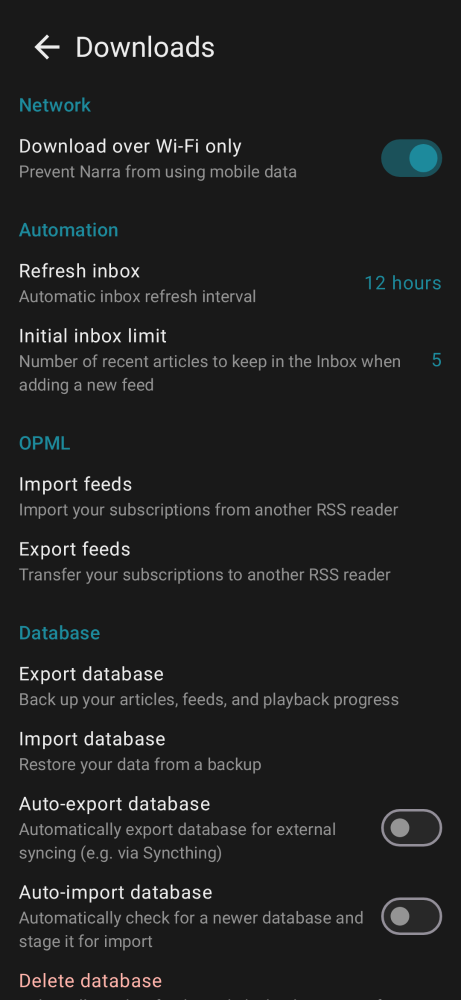 Downloads
Network
Download over Wi-Fi only
Prevent Narra from using mobile data
Automation
Refresh inbox
Automatic inbox refresh interval
12 hours
Initial inbox limit
Number of recent articles to keep in the Inbox when
adding a new feed
5
OPML
Import feeds
Import your subscriptions from another RSS reader
Export feeds
Transfer your subscriptions to another RSS reader
Database
Export database
Back up your articles, feeds, and playback progress
Import database
Restore your data from a backup
Auto-export database
Automatically export database for external
syncing (e.g. via Syncthing)
Auto-import database
Automatically check for a newer database and
stage it for import
Delete database